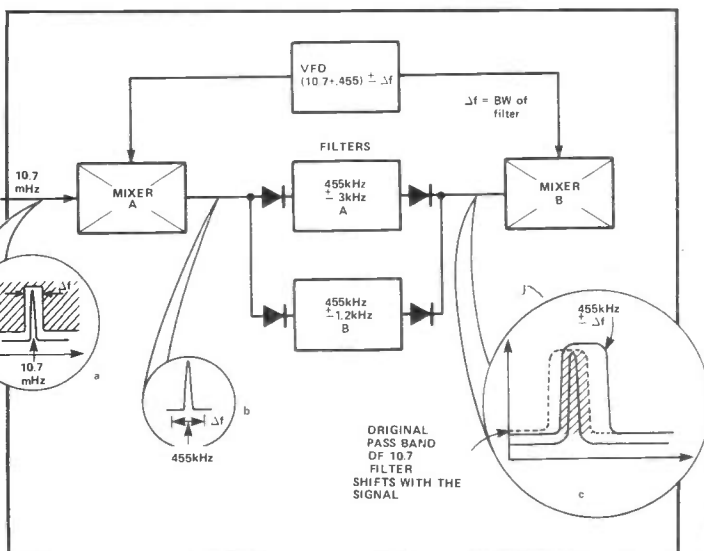 VFD
(10.7+.455) ± Δf
Δf = BW of
filter
FILTERS
10.7
mHz
MIXER
A
455kHz
± 3kHz
A
MIXER
B
455kHz
±1.2kHz
B
Δf
10.7
mHz
a
Δf
455kHz
b
455kHz
± Δf
ORIGINAL
PASS BAND
OF 10.7
FILTER
SHIFTS WITH THE
SIGNAL
c